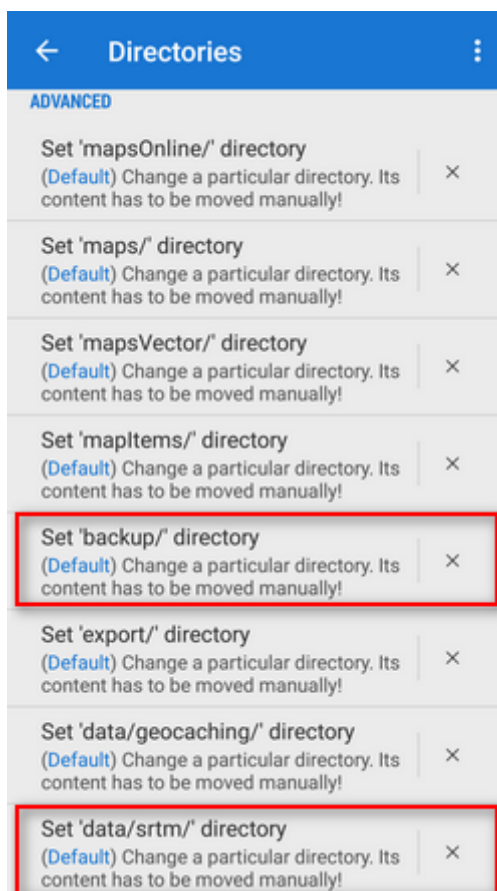 Directories
ADVANCED
Set 'mapsOnline/' directory
(Default) Change a particular directory. Its
content has to be moved manually!
Set 'maps/' directory
(Default) Change a particular directory. Its
content has to be moved manually!
Set 'mapsVector/' directory
(Default) Change a particular directory. Its
content has to be moved manually!
Set 'mapItems/' directory
(Default) Change a particular directory. Its
content has to be moved manually!
Set 'backup/' directory
(Default) Change a particular directory. Its
content has to be moved manually!
Set 'export/' directory
(Default) Change a particular directory. Its
content has to be moved manually!
Set 'data/geocaching/' directory
(Default) Change a particular directory. Its
content has to be moved manually!
Set 'data/srtm/' directory
(Default) Change a particular directory. Its
content has to be moved manually!